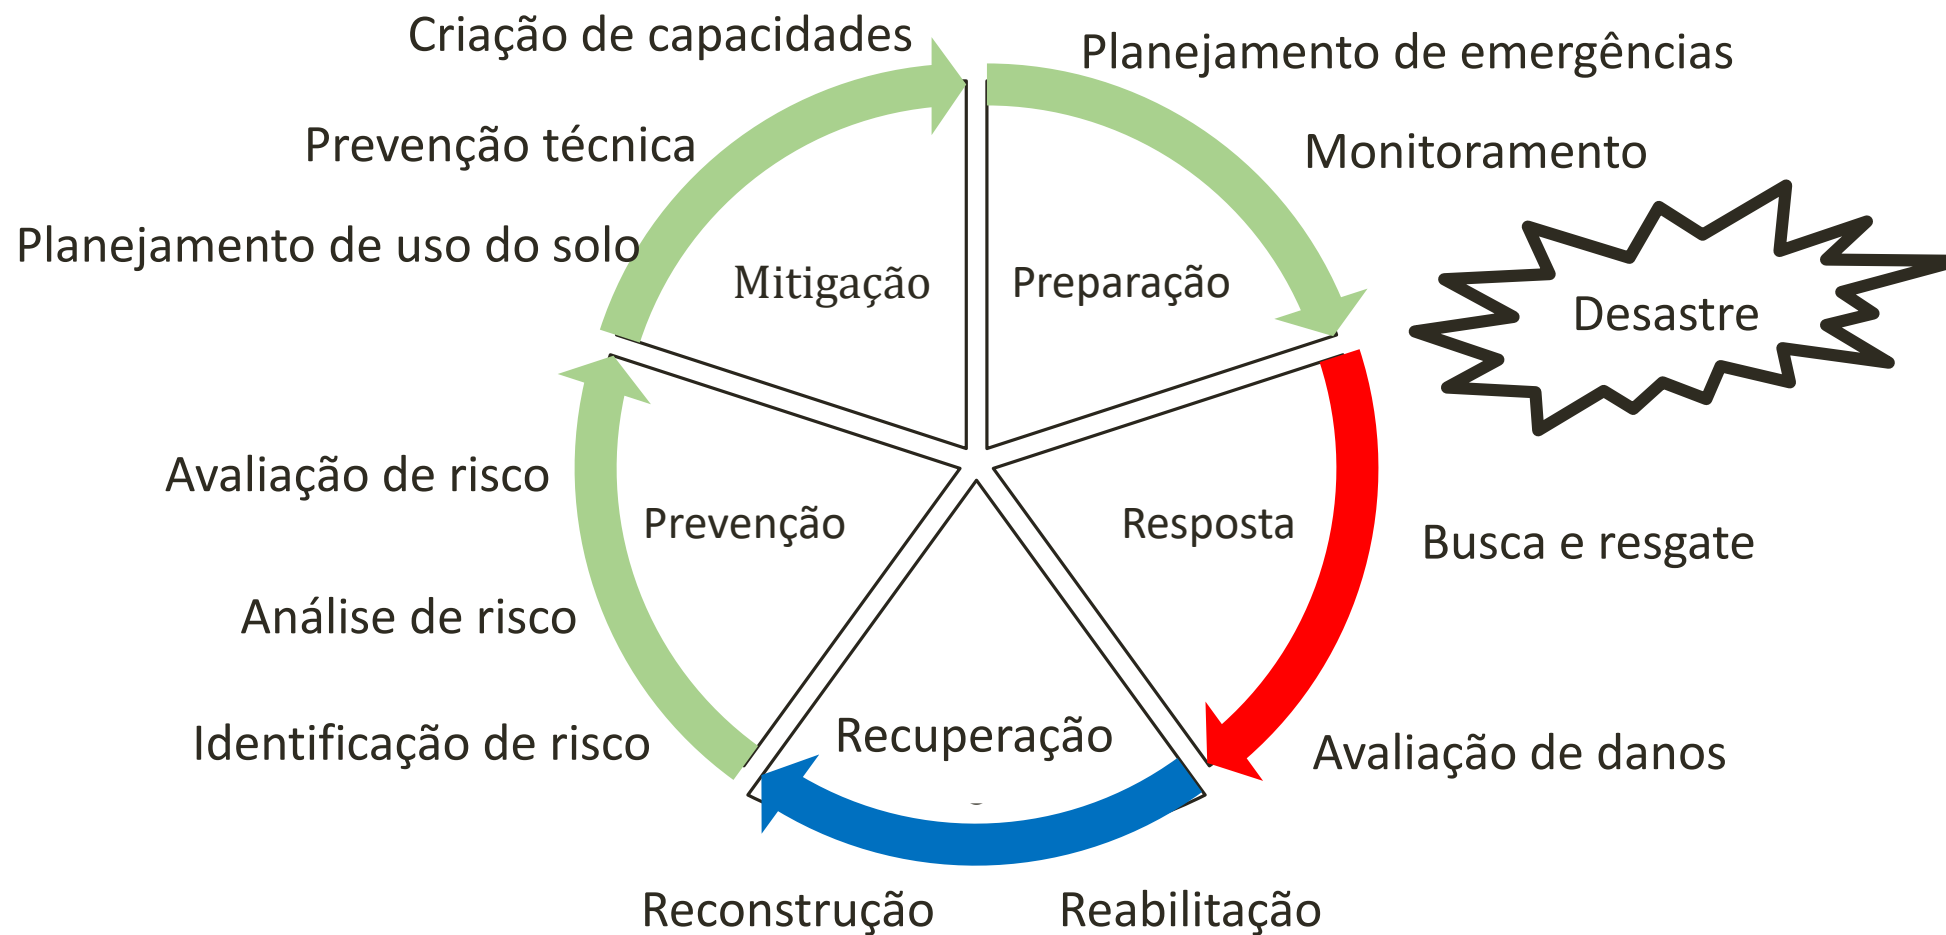 Criação de capacidades
Planejamento de emergências
Prevenção técnica
Monitoramento
Planejamento de uso do solo
Mitigação
Preparação
Desastre
Avaliação de risco
Prevenção
Resposta
Busca e resgate
Análise de risco
Identificação de risco
Recuperação
Avaliação de danos
Reconstrução
Reabilitação